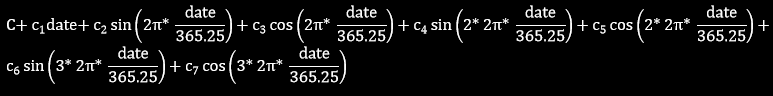 C+ c₁date+ c₂ sin(2π* date/365.25) + c₃ cos(2π* date/365.25) + c₄ sin(2* 2π* date/365.25) + c₅ cos(2* 2π* date/365.25) +
c₆ sin(3* 2π* date/365.25) + c₇ cos(3* 2π* date/365.25)